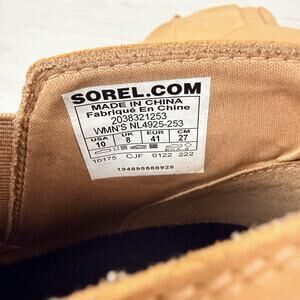 SOREL.COM
MADE IN CHINA
Fabriqué En Chine
2038321253
WMN'S NL4925-253
USA UK EUR CM
10 8 41 27
10175 CJF 0122 222
194895888925